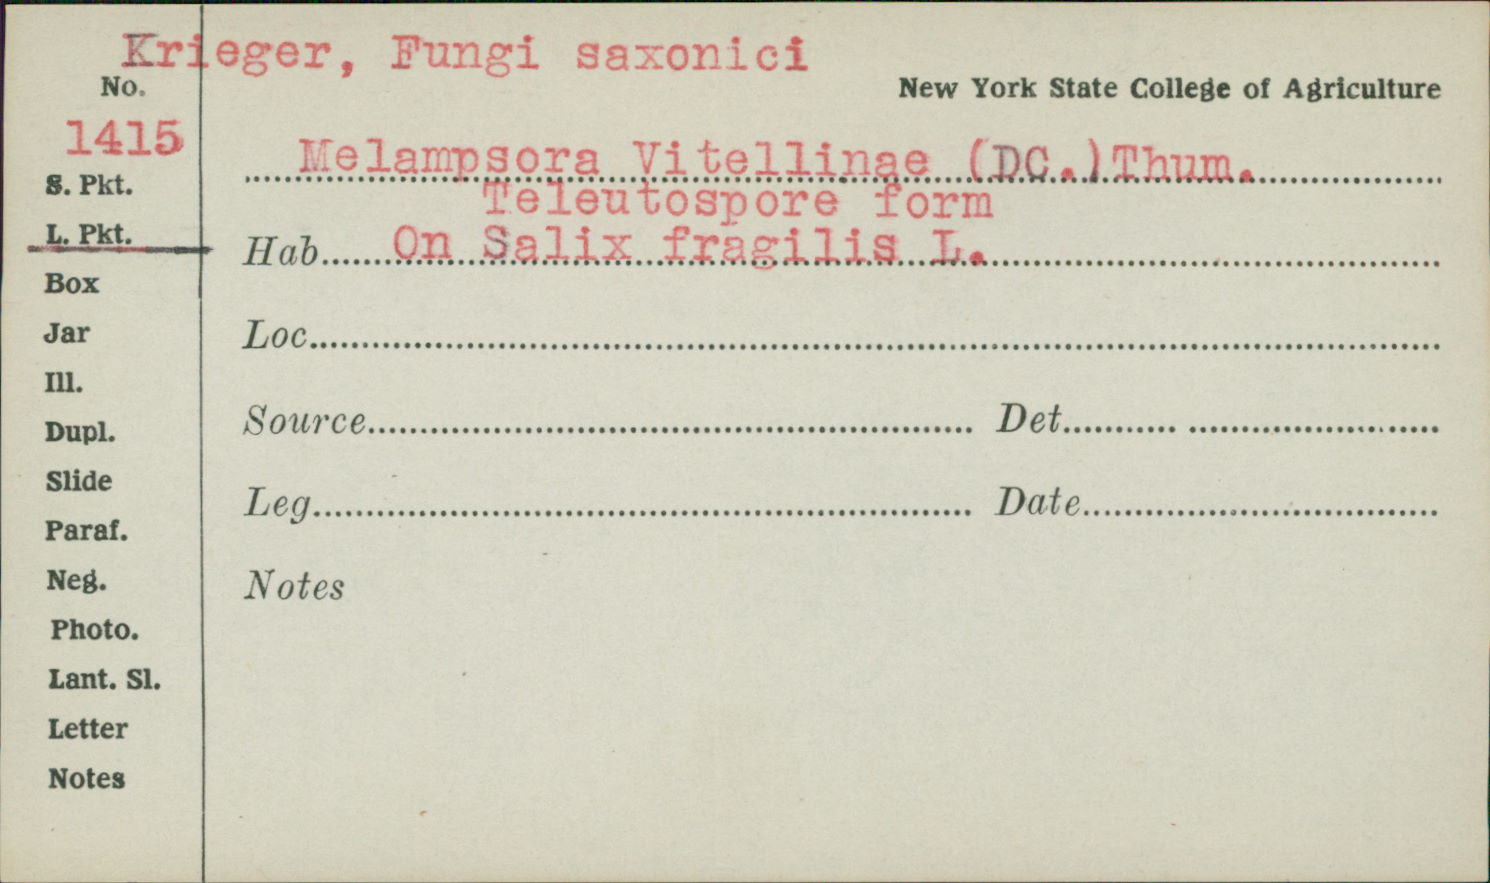 Krieger, Fungi saxonici
No.
New York State College of Agriculture
1415
Melampsora Vitellinae (DC.)Thum.
S. Pkt.
Teleutospore form
L. Pkt.
Hab. On Salix fragilis L.
Box
Jar
Loc.
Ill.
Dupl.
Source Det.
Slide
Leg. Date
Paraf.
Neg.
Notes
Photo.
Lant. Sl.
Letter
Notes